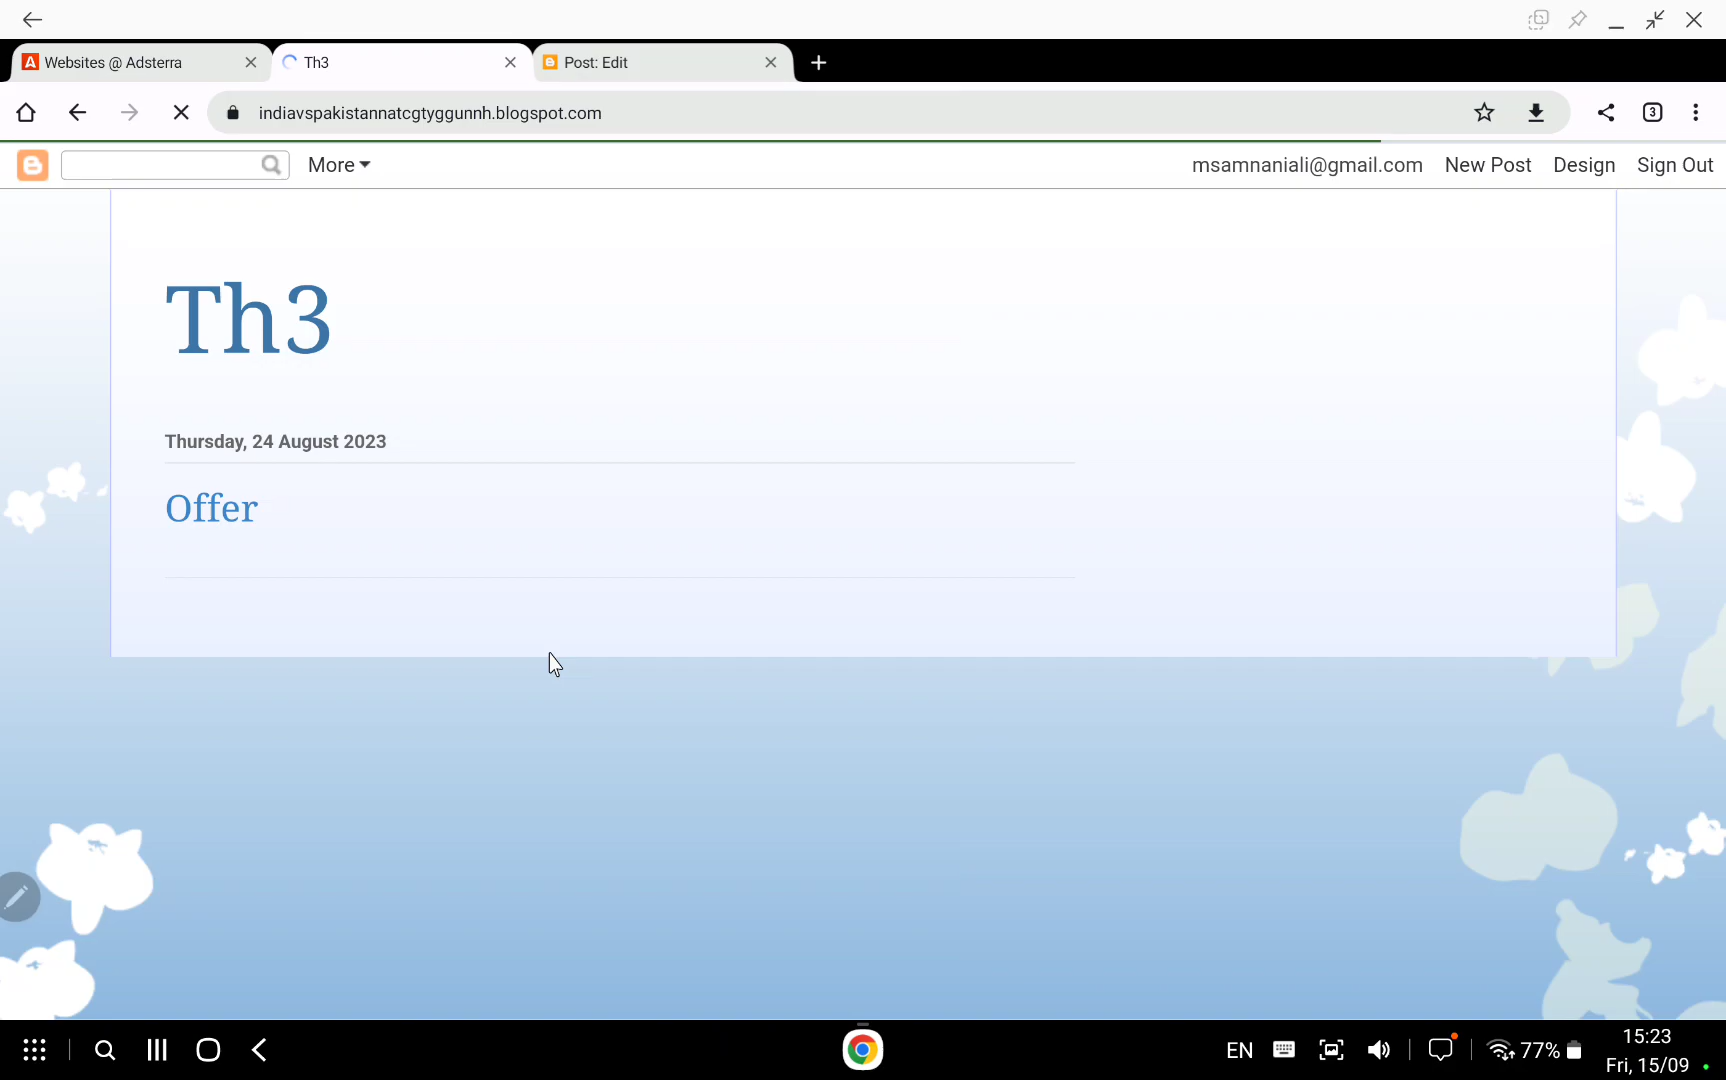 Websites @ Adsterra
Th3
Post: Edit
indiavspakistannatcgtyggunnh.blogspot.com
3
More
msamnaniali@gmail.com
New Post
Design
Sign Out
Th3
Thursday, 24 August 2023
Offer
EN
77%
15:23
Fri, 15/09